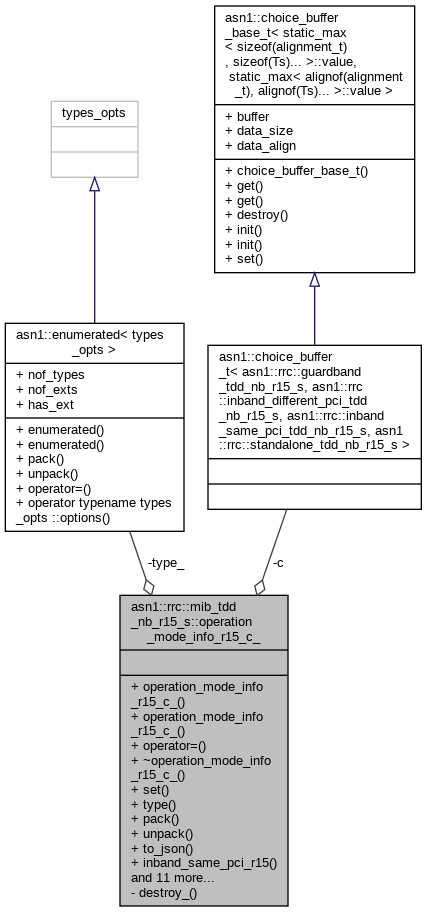 asn1::choice_buffer
_base_t< static_max
< sizeof(alignment_t)
, sizeof(Ts)... >::value,
static_max< alignof(alignment
_t), alignof(Ts)... >::value >
+ buffer
+ data_size
+ data_align
+ choice_buffer_base_t()
+ get()
+ get()
+ destroy()
+ init()
+ init()
+ set()
types_opts
asn1::enumerated< types
_opts >
+ nof_types
+ nof_exts
+ has_ext
+ enumerated()
+ enumerated()
+ pack()
+ unpack()
+ operator=()
+ operator typename types
_opts ::options()
asn1::choice_buffer
_t< asn1::rrc::guardband
_tdd_nb_r15_s, asn1::rrc
::inband_different_pci_tdd
_nb_r15_s, asn1::rrc::inband
_same_pci_tdd_nb_r15_s, asn1
::rrc::standalone_tdd_nb_r15_s >
-type_
-c
asn1::rrc::mib_tdd
_nb_r15_s::operation
_mode_info_r15_c_
+ operation_mode_info
_r15_c_()
+ operation_mode_info
_r15_c_()
+ operator=()
+ ~operation_mode_info
_r15_c_()
+ set()
+ type()
+ pack()
+ unpack()
+ to_json()
+ inband_same_pci_r15()
and 11 more...
- destroy_()